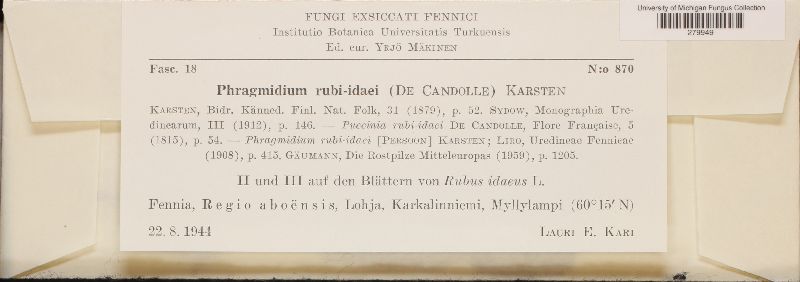 University of Michigan Fungus Collection
279949
FUNGI EXSICCATI FENNICI
Instituto Botanica Universitatis Turkuensis
Ed. cur. YRJÖ MÄKINEN
Fasc. 18 N:o 870
Phragmidium rubi-idaei (DE CANDOLLE) KARSTEN
KARSTEN, Bidr. Känned. Finl. Nat. Folk, 31 (1879), p. 52. SYDOW, Monographia Ure-
dinearum, III (1912), p. 146. — Puccinia rubi-idaei DE CANDOLLE, Flore Française, 5
(1815), p. 54. — Phragmidium rubi-idaei [PERSOON] KARSTEN; LIRO, Uredineae Fennicae
(1908), p. 415. GÄUMANN, Die Rostpilze Mitteleuropas (1959), p. 1205.
II und III auf den Blättern von Rubus idaeus L.
Fennia, Regio aboënsis, Lohja, Karkalinniemi, Myllylampi (60°15′ N)
22. 8. 1944 LAURI E. KARI